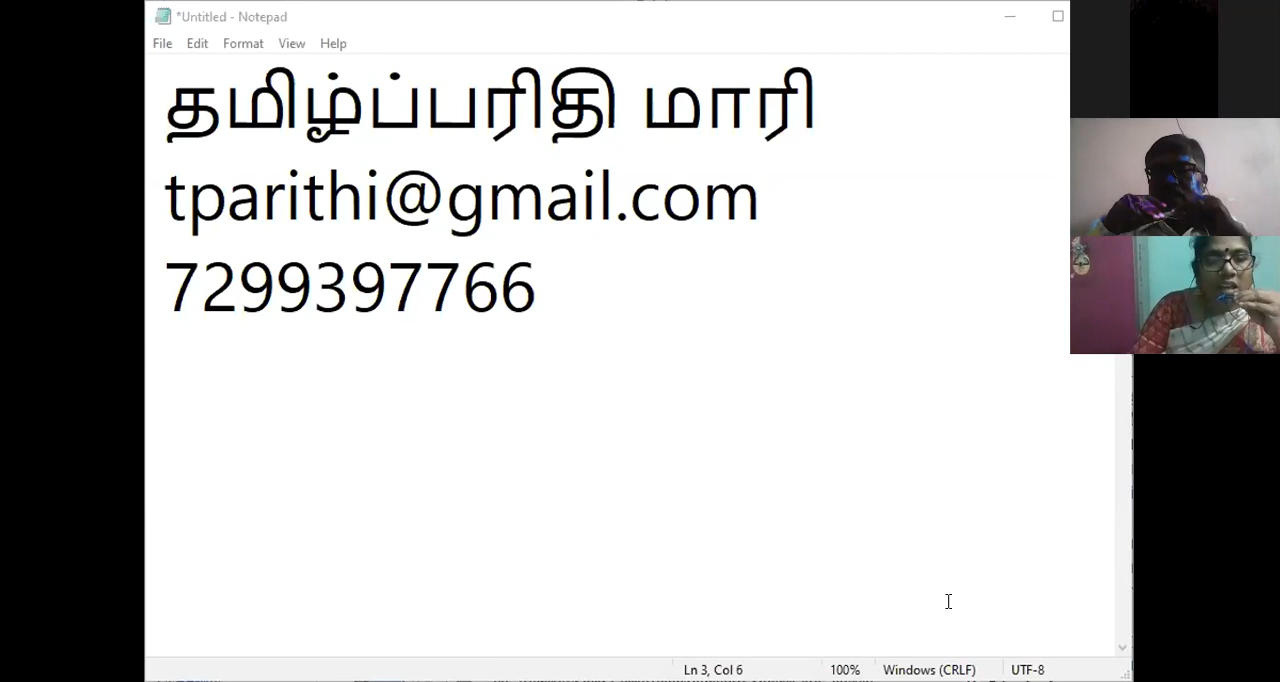 *Untitled - Notepad
File Edit Format View Help
தமிழ்ப்பரிதி மாரி
tparithi@gmail.com
7299397766
Ln 3, Col 6 100% Windows (CRLF) UTF-8